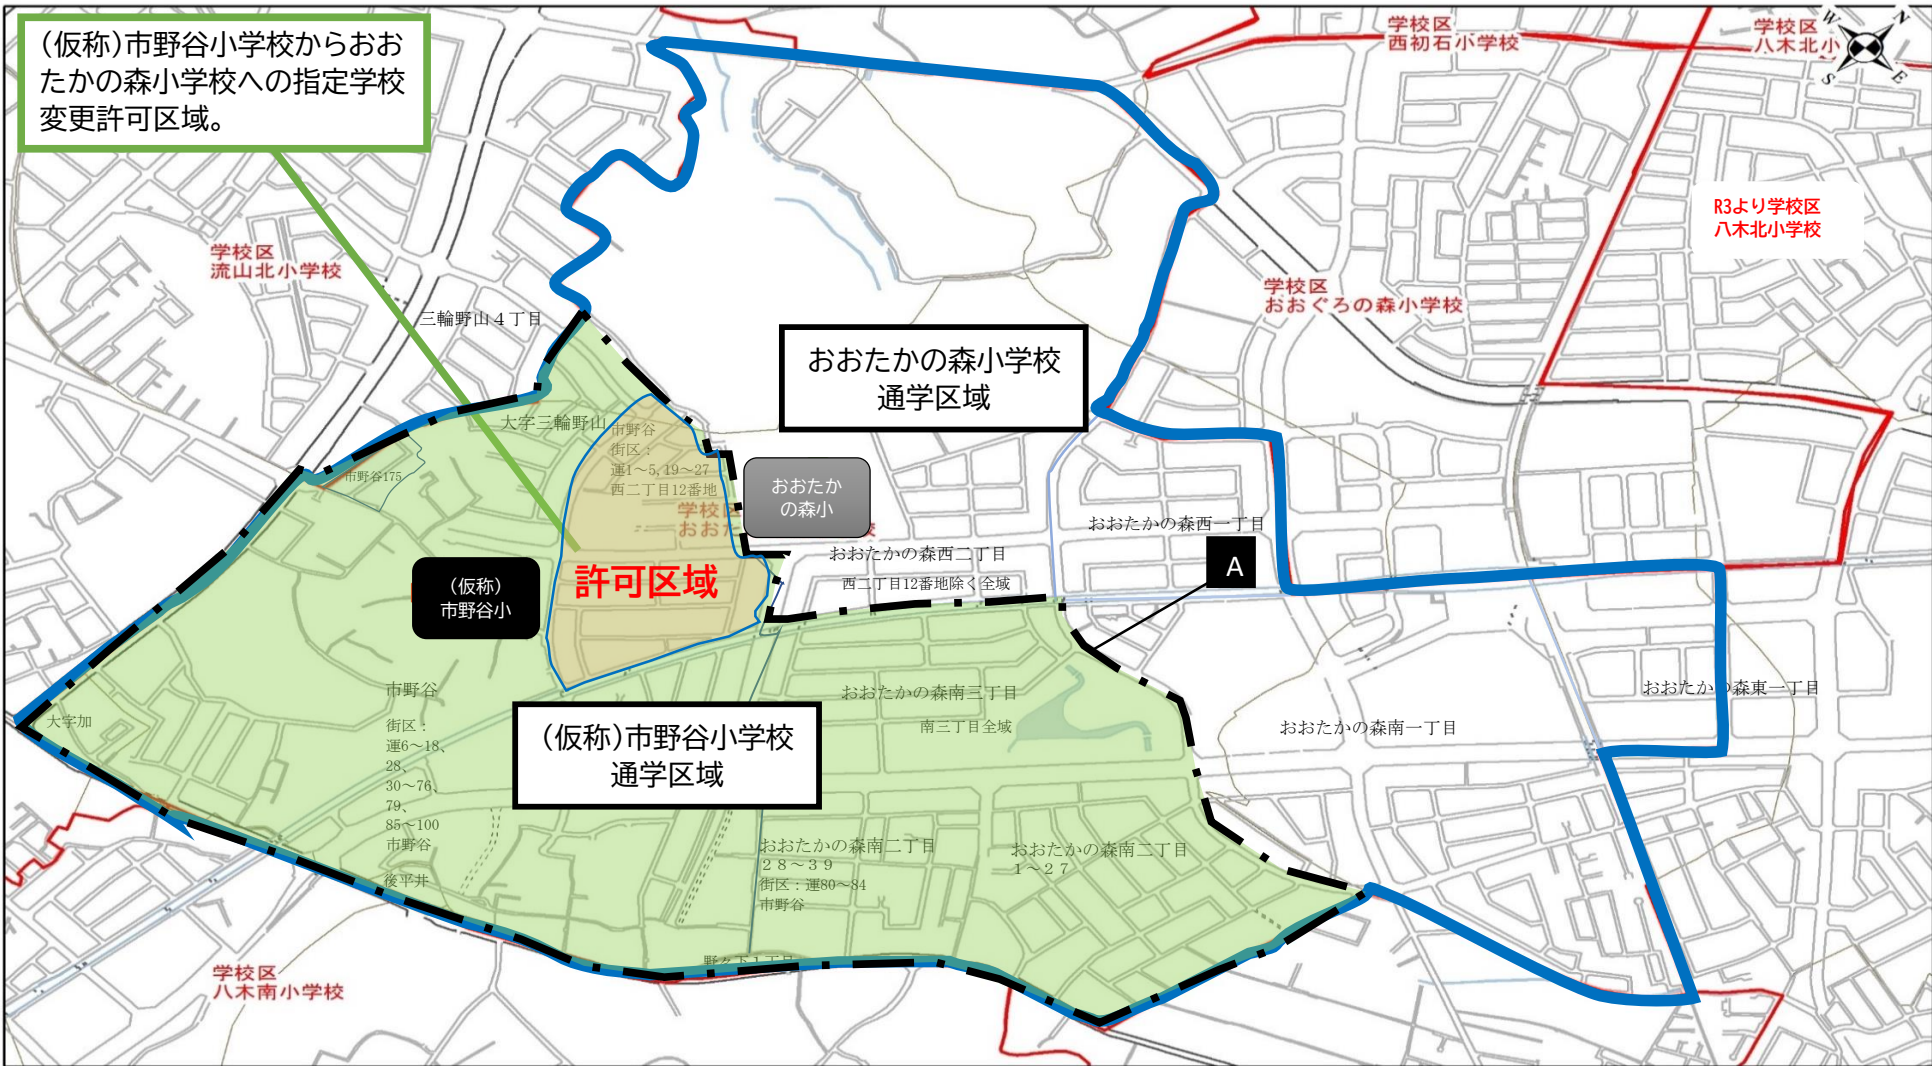 (仮称)市野谷小学校からおお
たかの森小学校への指定学校
変更許可区域。
学校区
西初石小学校
学校区
八木北小
N
W
E
S
R3より学校区
八木北小学校
学校区
流山北小学校
三輪野山４丁目
学校区
おおぐろの森小学校
おおたかの森小学校
通学区域
大字三輪野山
市野谷
街区：
運1～5,19～27
西二丁目12番地
市野谷175
おおたか
の森小
学校区
おおた
校
おおたかの森西一丁目
おおたかの森西二丁目
西二丁目12番地除く全域
A
(仮称)
市野谷小
許可区域
市野谷
街区：
運6～18、
28、
30～76、
79、
85～100
市野谷
後平井
大字加
(仮称)市野谷小学校
通学区域
おおたかの森南三丁目
南三丁目全域
おおたかの森東一丁目
おおたかの森南一丁目
おおたかの森南二丁目
２８～３９
街区：運80～84
市野谷
おおたかの森南二丁目
１～２７
野々下１丁目
学校区
八木南小学校